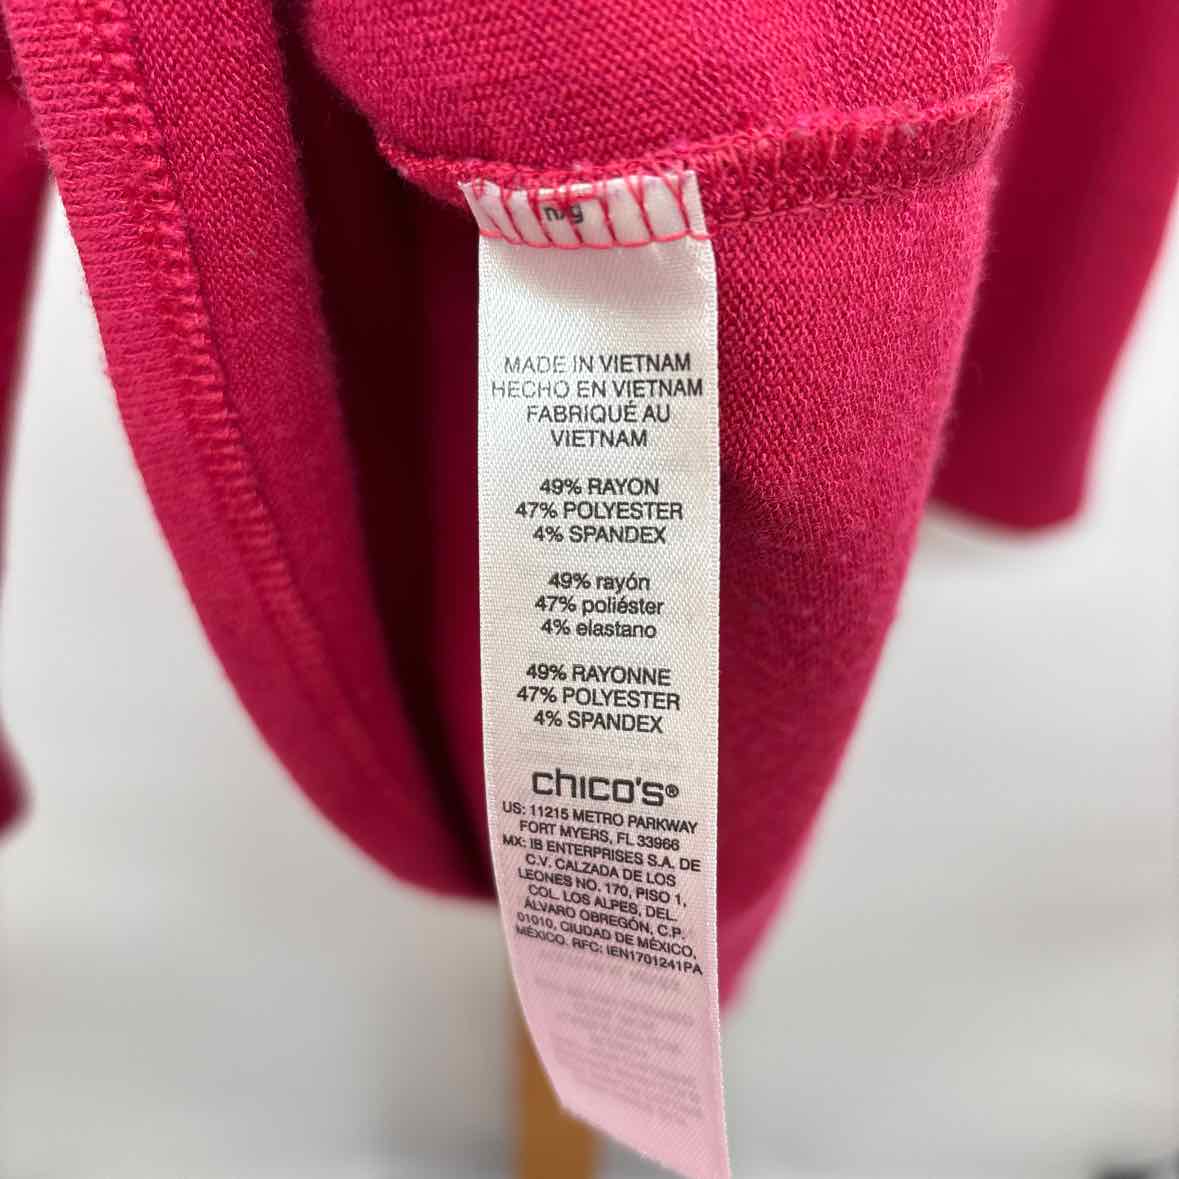 MADE IN VIETNAM
HECHO EN VIETNAM
FABRIQUÉ AU
VIETNAM
49% RAYON
47% POLYESTER
4% SPANDEX
49% rayón
47% poliéster
4% elastano
49% RAYONNE
47% POLYESTER
4% SPANDEX
chico's®
US: 11215 METRO PARKWAY
FORT MYERS, FL 33966
MX: IB ENTERPRISES S.A. DE
C.V. CALZADA DE LOS
LEONES NO. 170, PISO 1,
COL. LOS ALPES, DEL.
ÁLVARO OBREGÓN, C.P.
01010, CIUDAD DE MÉXICO,
MÉXICO. RFC: IEN1701241PA